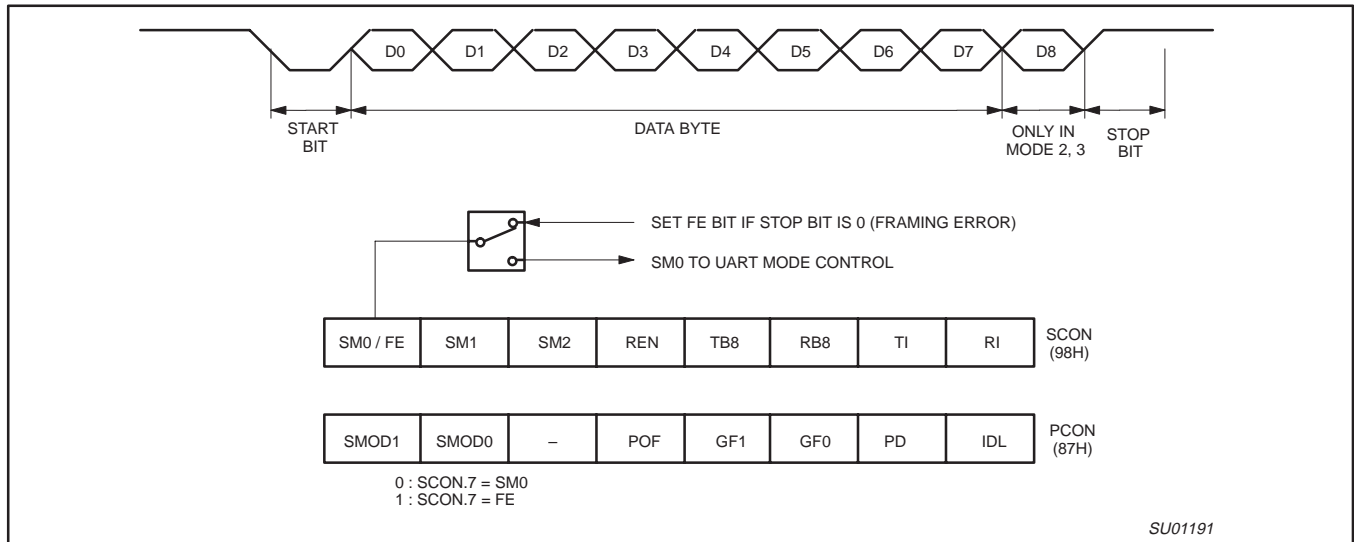 D0 D1 D2 D3 D4 D5 D6 D7 D8
START
BIT
DATA BYTE
ONLY IN
MODE 2, 3
STOP
BIT
SET FE BIT IF STOP BIT IS 0 (FRAMING ERROR)
SM0 TO UART MODE CONTROL
SM0 / FE SM1 SM2 REN TB8 RB8 TI RI
SCON
(98H)
SMOD1 SMOD0 – POF GF1 GF0 PD IDL
PCON
(87H)
0 : SCON.7 = SM0
1 : SCON.7 = FE
SU01191